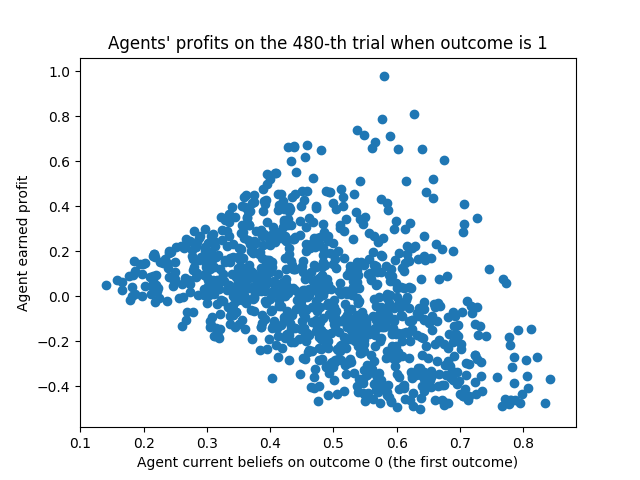 Agents' profits on the 480-th trial when outcome is 1
Agent earned profit
1.0
0.8
0.6
0.4
0.2
0.0
−0.2
−0.4
0.1 0.2 0.3 0.4 0.5 0.6 0.7 0.8
Agent current beliefs on outcome 0 (the first outcome)